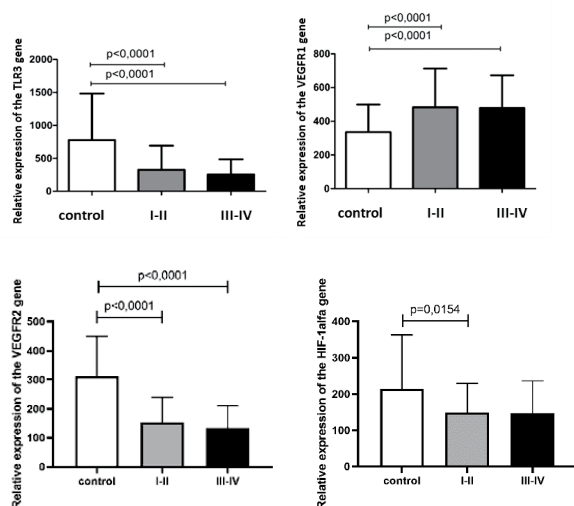 Relative expression of the TLR3 gene
p<0,0001
p<0,0001
2000
1500
1000
500
0
control I-II III-IV
Relative expression of the VEGFR1 gene
p<0,0001
p<0,0001
800
600
400
200
0
control I-II III-IV
Relative expression of the VEGFR2 gene
p<0,0001
p<0,0001
500
400
300
200
100
0
control I-II III-IV
Relative expression of the HIF-1alfa gene
p=0,0154
400
300
200
100
0
control I-II III-IV